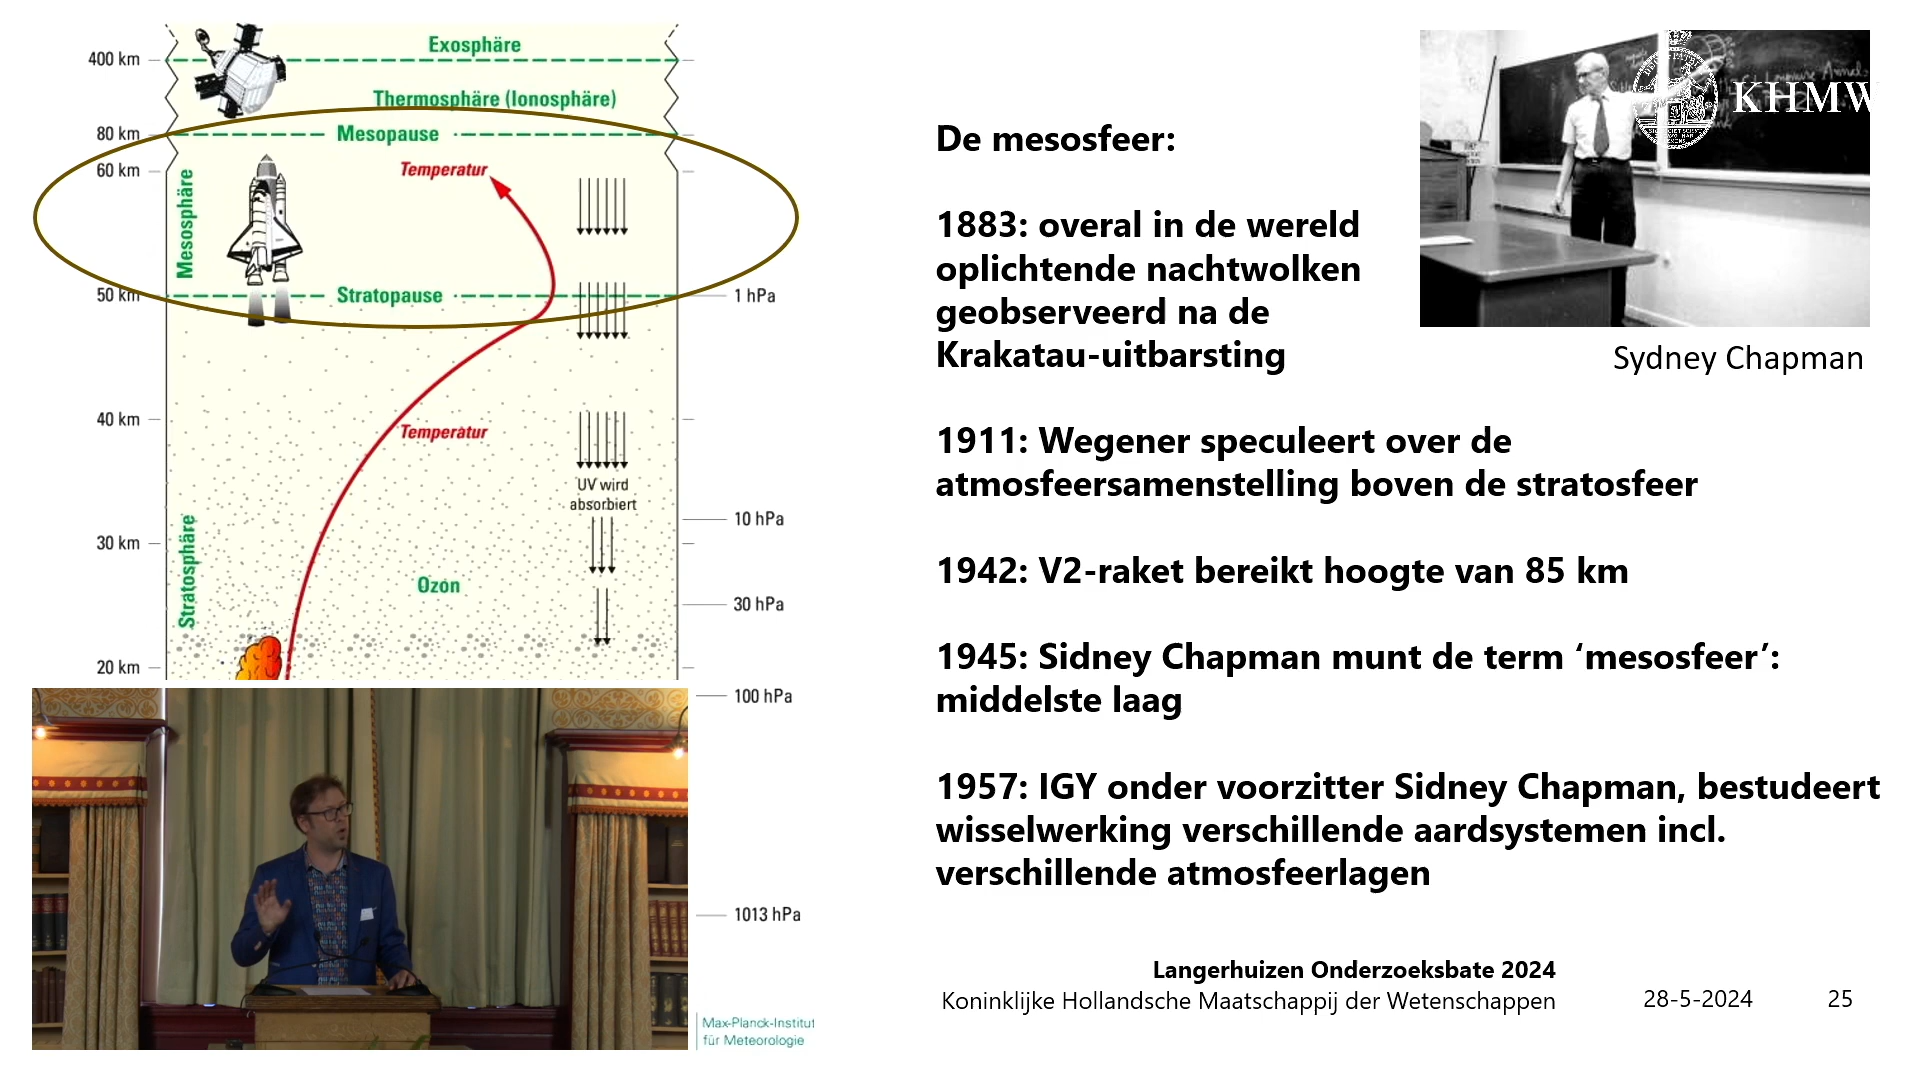 Exosphäre
400 km
Thermosphäre (Ionosphäre)
80 km
Mesopause
60 km
Temperatur
Mesosphäre
50 km
Stratopause
1 hPa
40 km
Temperatur
UV wird
absorbiert
10 hPa
30 km
Stratosphäre
Ozon
30 hPa
20 km
100 hPa
1013 hPa
Max-Planck-Institut
für Meteorologie
KHMW
Sydney Chapman
De mesosfeer:
1883: overal in de wereld
oplichtende nachtwolken
geobserveerd na de
Krakatau-uitbarsting
1911: Wegener speculeert over de
atmosfeersamenstelling boven de stratosfeer
1942: V2-raket bereikt hoogte van 85 km
1945: Sidney Chapman munt de term ‘mesosfeer’:
middelste laag
1957: IGY onder voorzitter Sidney Chapman, bestudeert
wisselwerking verschillende aardsystemen incl.
verschillende atmosfeerlagen
Langerhuizen Onderzoeksbate 2024
Koninklijke Hollandsche Maatschappij der Wetenschappen
28-5-2024
25